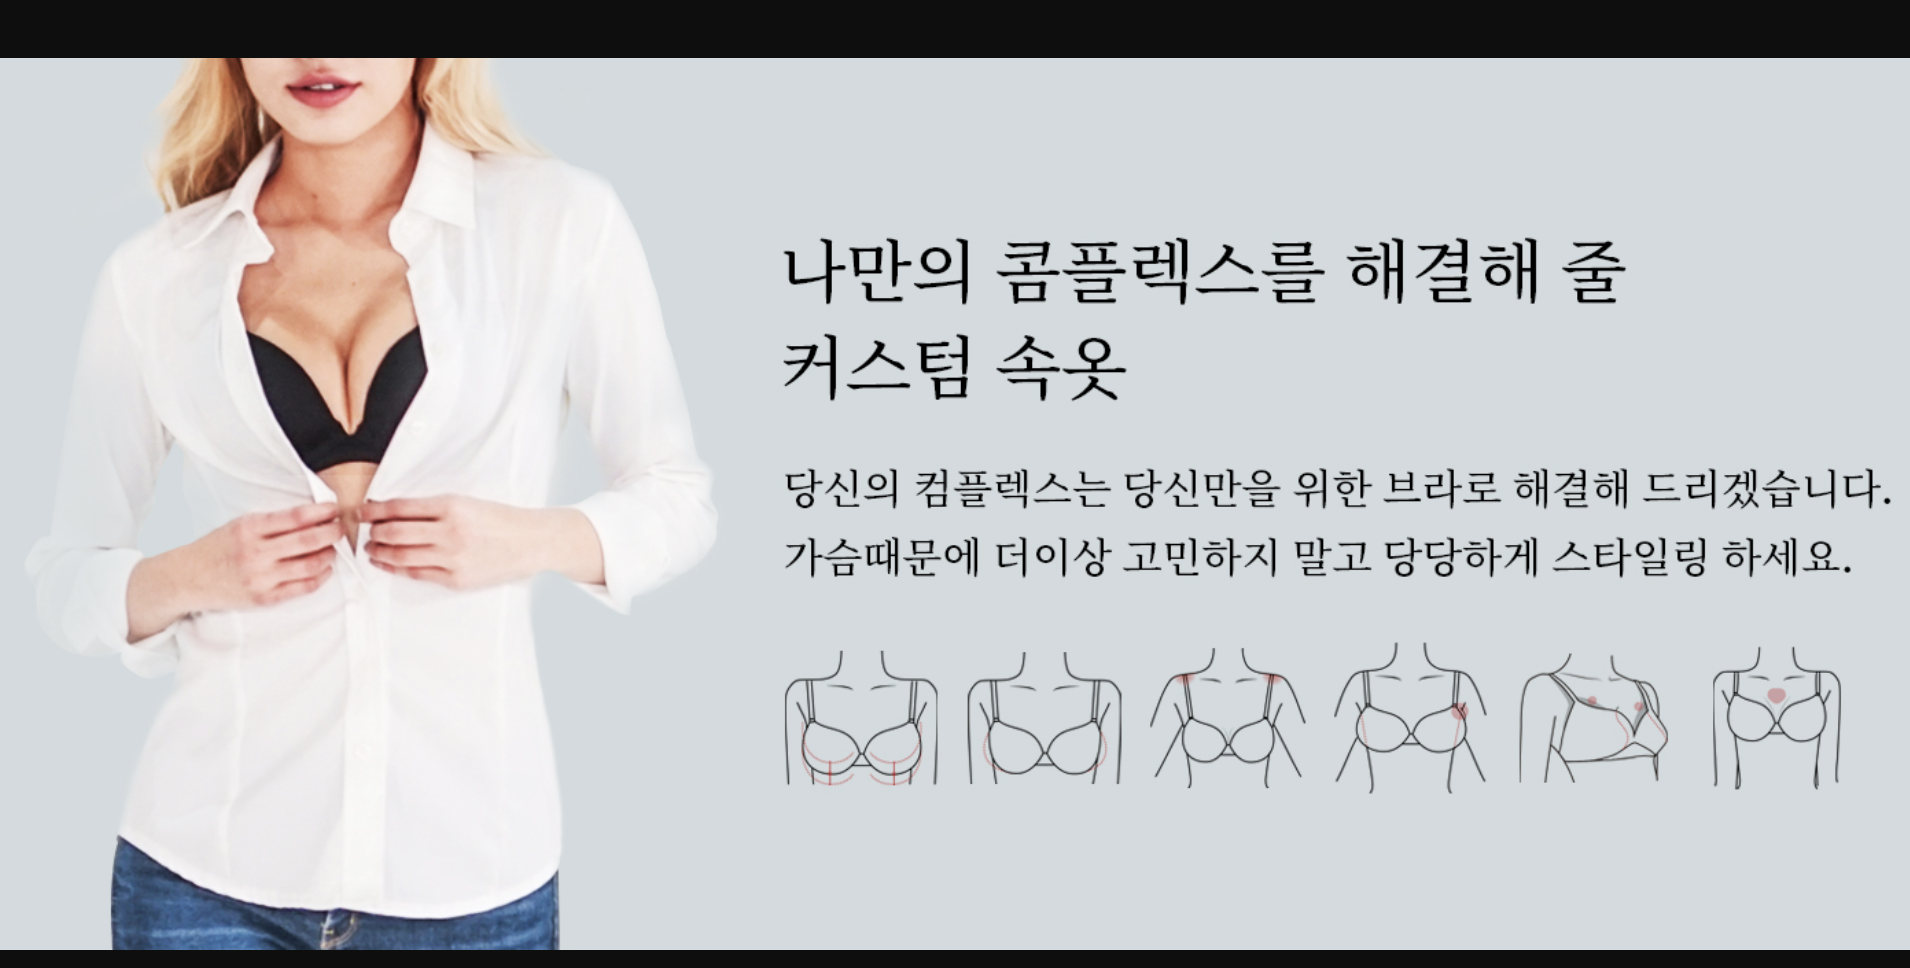 나만의 콤플렉스를 해결해 줄
커스텀 속옷
당신의 컴플렉스는 당신만을 위한 브라로 해결해 드리겠습니다.
가슴때문에 더이상 고민하지 말고 당당하게 스타일링 하세요.